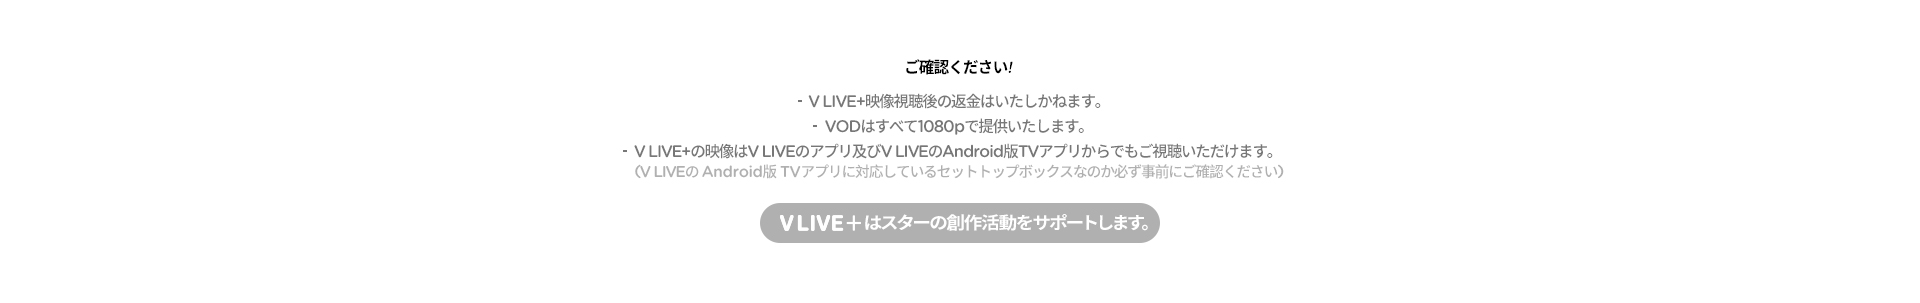 ご確認ください!
- V LIVE+映像視聴後の返金はいたしかねます。
- VODはすべて1080pで提供いたします。
- V LIVE+の映像はV LIVEのアプリ及びV LIVEのAndroid版TVアプリからでもご視聴いただけます。
(V LIVEの Android版 TVアプリに対応しているセットトップボックスなのか必ず事前にご確認ください)
V LIVE+はスターの創作活動をサポートします。